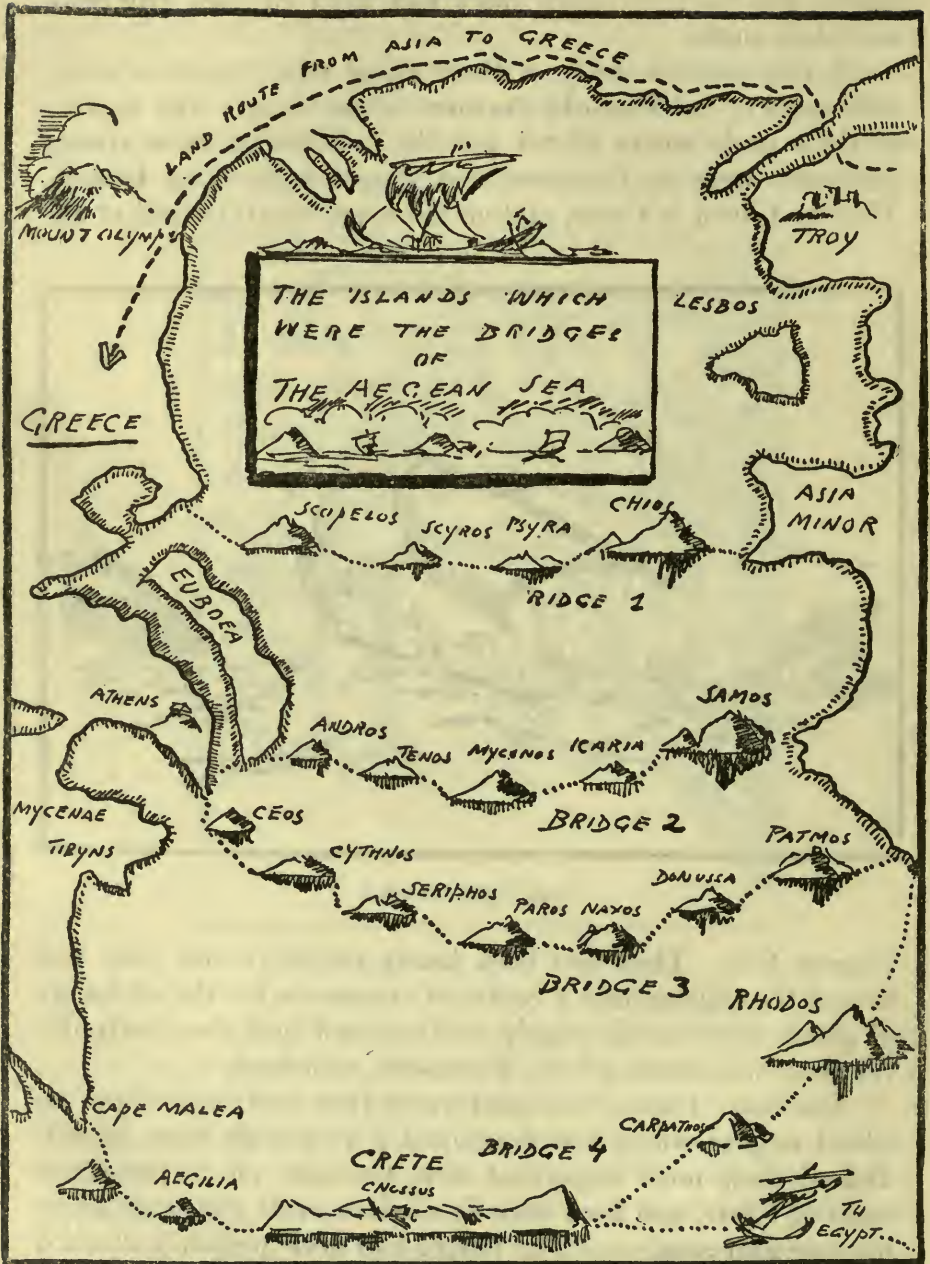 LAND ROUTE FROM ASIA TO GREECE
MOUNT OLYMPUS
TROY
THE ISLANDS WHICH
WERE THE BRIDGES
OF
THE AEGEAN SEA
LESBOS
GREECE
ASIA
MINOR
SCOPELOS
SCYROS
PSYRA
CHIOS
RIDGE 1
EUBOEA
ATHENS
ANDROS
TENOS
MYCONOS
ICARIA
SAMOS
BRIDGE 2
MYCENAE
TIRYNS
CEOS
CYTHNOS
SERIPHOS
PAROS
NAXOS
DONUSSA
PATMOS
BRIDGE 3
RHODOS
CAPE MALEA
AEGILIA
CRETE
CNOSSUS
BRIDGE 4
CARPATHOS
TO
EGYPT